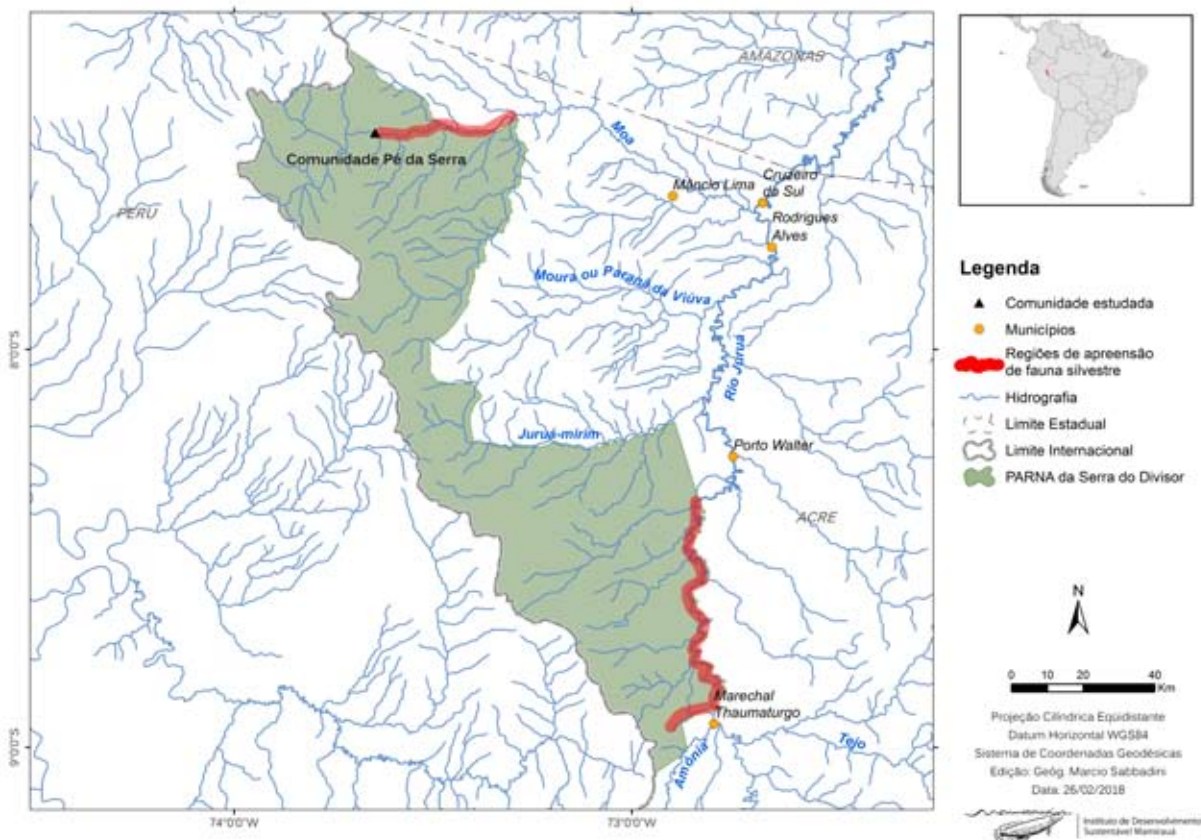 AMAZONAS
Moa
Comunidade Pé da Serra
Mâncio Lima
Cruzeiro
do Sul
Rodrigues
Alves
PERU
Moura ou Paraná da Viúva
Rio Juruá
Juruá-mirim
Porto Walter
ACRE
Marechal
Thaumaturgo
Amônia
Tejo
8°0'0"S
9°0'0"S
74°0'0"W
73°0'0"W
Legenda
Comunidade estudada
Municípios
Regiões de apreensão
de fauna silvestre
Hidrografia
Limite Estadual
Limite Internacional
PARNA da Serra do Divisor
N
0 10 20 40
Km
Projeção Cilíndrica Eqüidistante
Datum Horizontal WGS84
Sistema de Coordenadas Geodésicas
Edição: Geóg. Marcio Sabbadini
Data: 26/02/2018
Instituto de Desenvolvimento
Sustentável Mamirauá